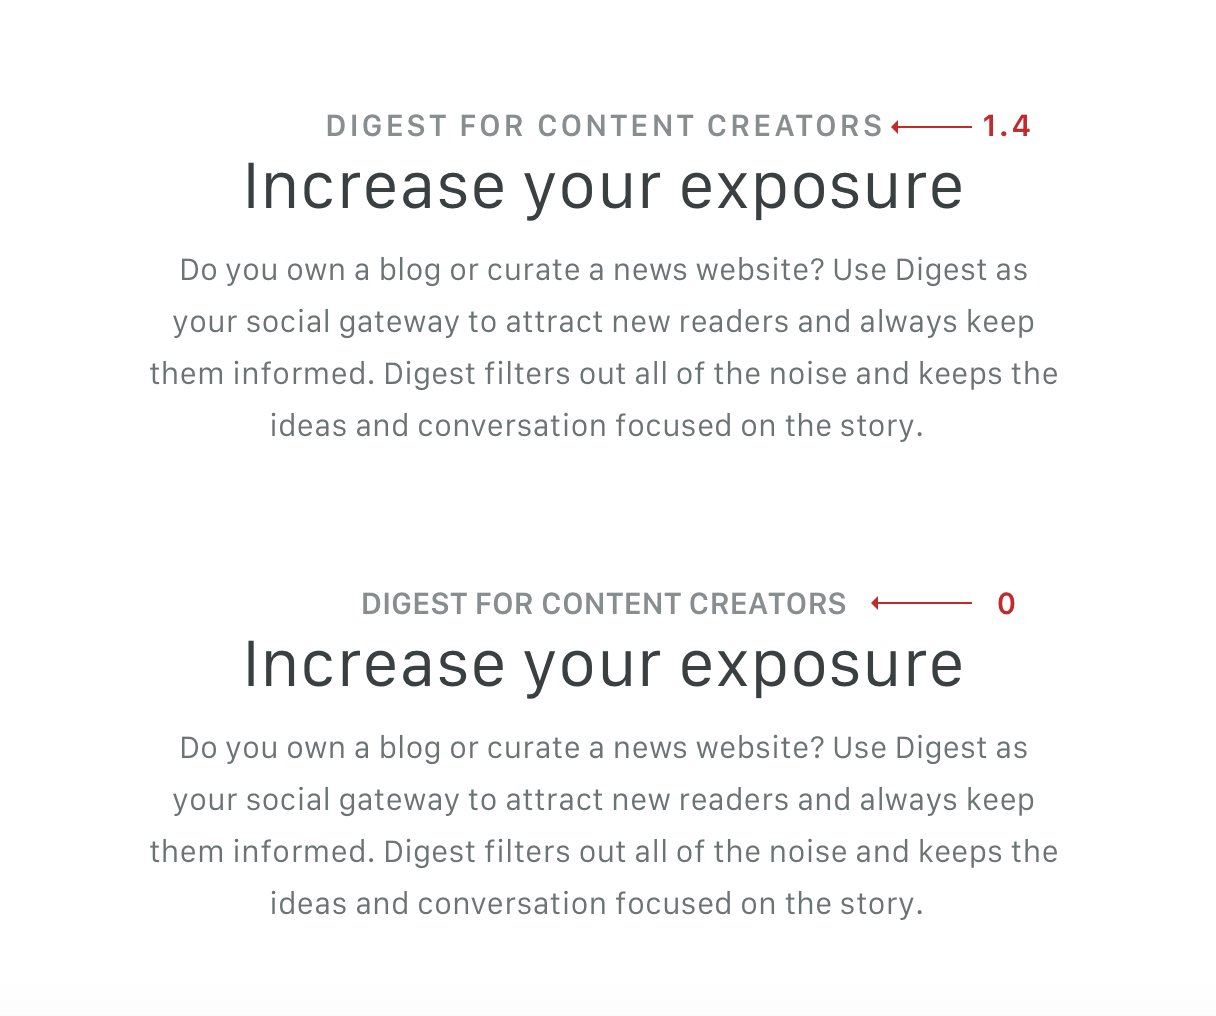 DIGEST FOR CONTENT CREATORS 1.4
Increase your exposure
Do you own a blog or curate a news website? Use Digest as
your social gateway to attract new readers and always keep
them informed. Digest filters out all of the noise and keeps the
ideas and conversation focused on the story.
DIGEST FOR CONTENT CREATORS 0
Increase your exposure
Do you own a blog or curate a news website? Use Digest as
your social gateway to attract new readers and always keep
them informed. Digest filters out all of the noise and keeps the
ideas and conversation focused on the story.